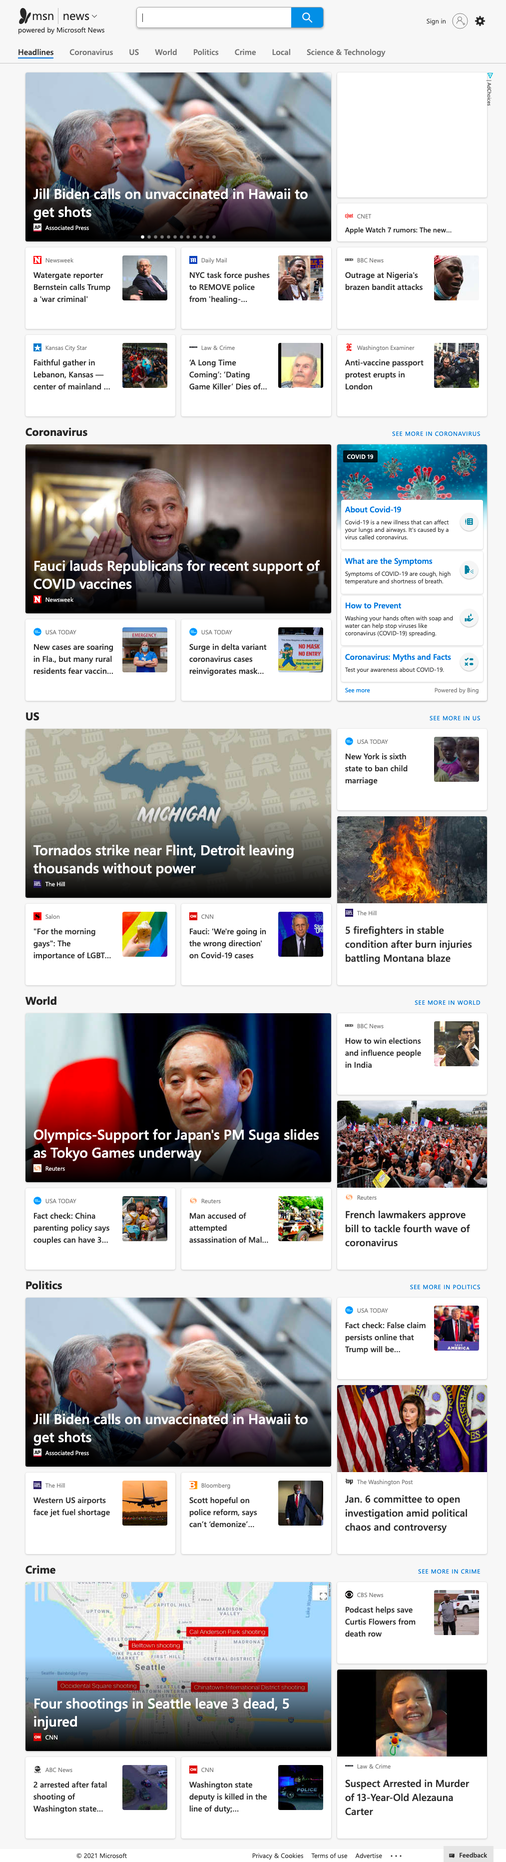 msn | news
powered by Microsoft News
Sign in
Headlines Coronavirus US World Politics Crime Local Science & Technology
Jill Biden calls on unvaccinated in Hawaii to
get shots
Associated Press
AdChoices
CNET
Apple Watch 7 rumors: The new...
Newsweek
Watergate reporter
Bernstein calls Trump
a 'war criminal'
Daily Mail
NYC task force pushes
to REMOVE police
from 'healing-...
BBC News
Outrage at Nigeria's
brazen bandit attacks
Kansas City Star
Faithful gather in
Lebanon, Kansas —
center of mainland ...
Law & Crime
'A Long Time
Coming': 'Dating
Game Killer' Dies of...
Washington Examiner
Anti-vaccine passport
protest erupts in
London
Coronavirus
SEE MORE IN CORONAVIRUS
Fauci lauds Republicans for recent support of
COVID vaccines
Newsweek
COVID 19
About Covid-19
Covid-19 is a new illness that can affect
your lungs and airways. It's caused by a
virus called coronavirus.
What are the Symptoms
Symptoms of COVID-19 are cough, high
temperature and shortness of breath.
How to Prevent
Washing your hands often with soap and
water can help stop viruses like
coronavirus (COVID-19) spreading.
Coronavirus: Myths and Facts
Test your awareness about COVID-19.
See more
Powered by Bing
USA TODAY
New cases are soaring
in Fla., but many rural
residents fear vaccin...
EMERGENCY
USA TODAY
Surge in delta variant
coronavirus cases
reinvigorates mask...
NO MASK
NO ENTRY
US
SEE MORE IN US
MICHIGAN
Tornados strike near Flint, Detroit leaving
thousands without power
The Hill
USA TODAY
New York is sixth
state to ban child
marriage
The Hill
5 firefighters in stable
condition after burn injuries
battling Montana blaze
Salon
"For the morning
gays": The
importance of LGBT...
CNN
Fauci: 'We're going in
the wrong direction'
on Covid-19 cases
World
SEE MORE IN WORLD
Olympics-Support for Japan's PM Suga slides
as Tokyo Games underway
Reuters
BBC News
How to win elections
and influence people
in India
Reuters
French lawmakers approve
bill to tackle fourth wave of
coronavirus
USA TODAY
Fact check: China
parenting policy says
couples can have 3...
Reuters
Man accused of
attempted
assassination of Mal...
Politics
SEE MORE IN POLITICS
Jill Biden calls on unvaccinated in Hawaii to
get shots
Associated Press
USA TODAY
Fact check: False claim
persists online that
Trump will be...
AMERICA
The Washington Post
Jan. 6 committee to open
investigation amid political
chaos and controversy
The Hill
Western US airports
face jet fuel shortage
Bloomberg
Scott hopeful on
police reform, says
can't 'demonize'...
Crime
SEE MORE IN CRIME
Cal Anderson Park shooting
Belltown shooting
Seattle
Occidental Square shooting
Chinatown International District shooting
Four shootings in Seattle leave 3 dead, 5
injured
CNN
CBS News
Podcast helps save
Curtis Flowers from
death row
Law & Crime
Suspect Arrested in Murder
of 13-Year-Old Alezauna
Carter
ABC News
2 arrested after fatal
shooting of
Washington state...
CNN
Washington state
deputy is killed in the
line of duty;...
POLICE
© 2021 Microsoft
Privacy & Cookies Terms of use Advertise ...
Feedback